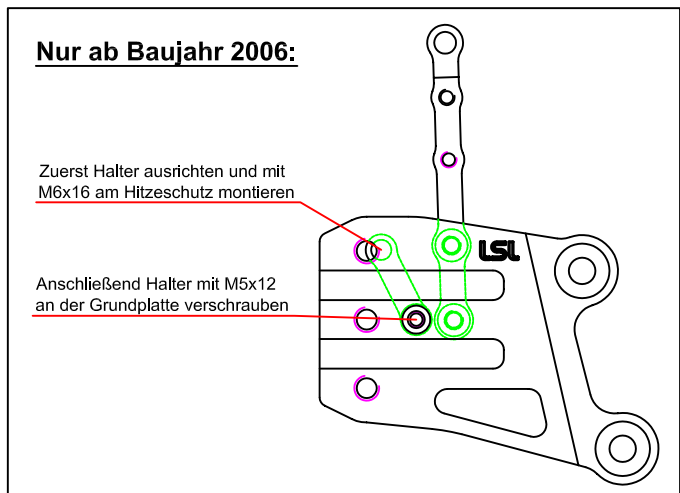 Nur ab Baujahr 2006:
Zuerst Halter ausrichten und mit
M6x16 am Hitzeschutz montieren
LSL
Anschließend Halter mit M5x12
an der Grundplatte verschrauben